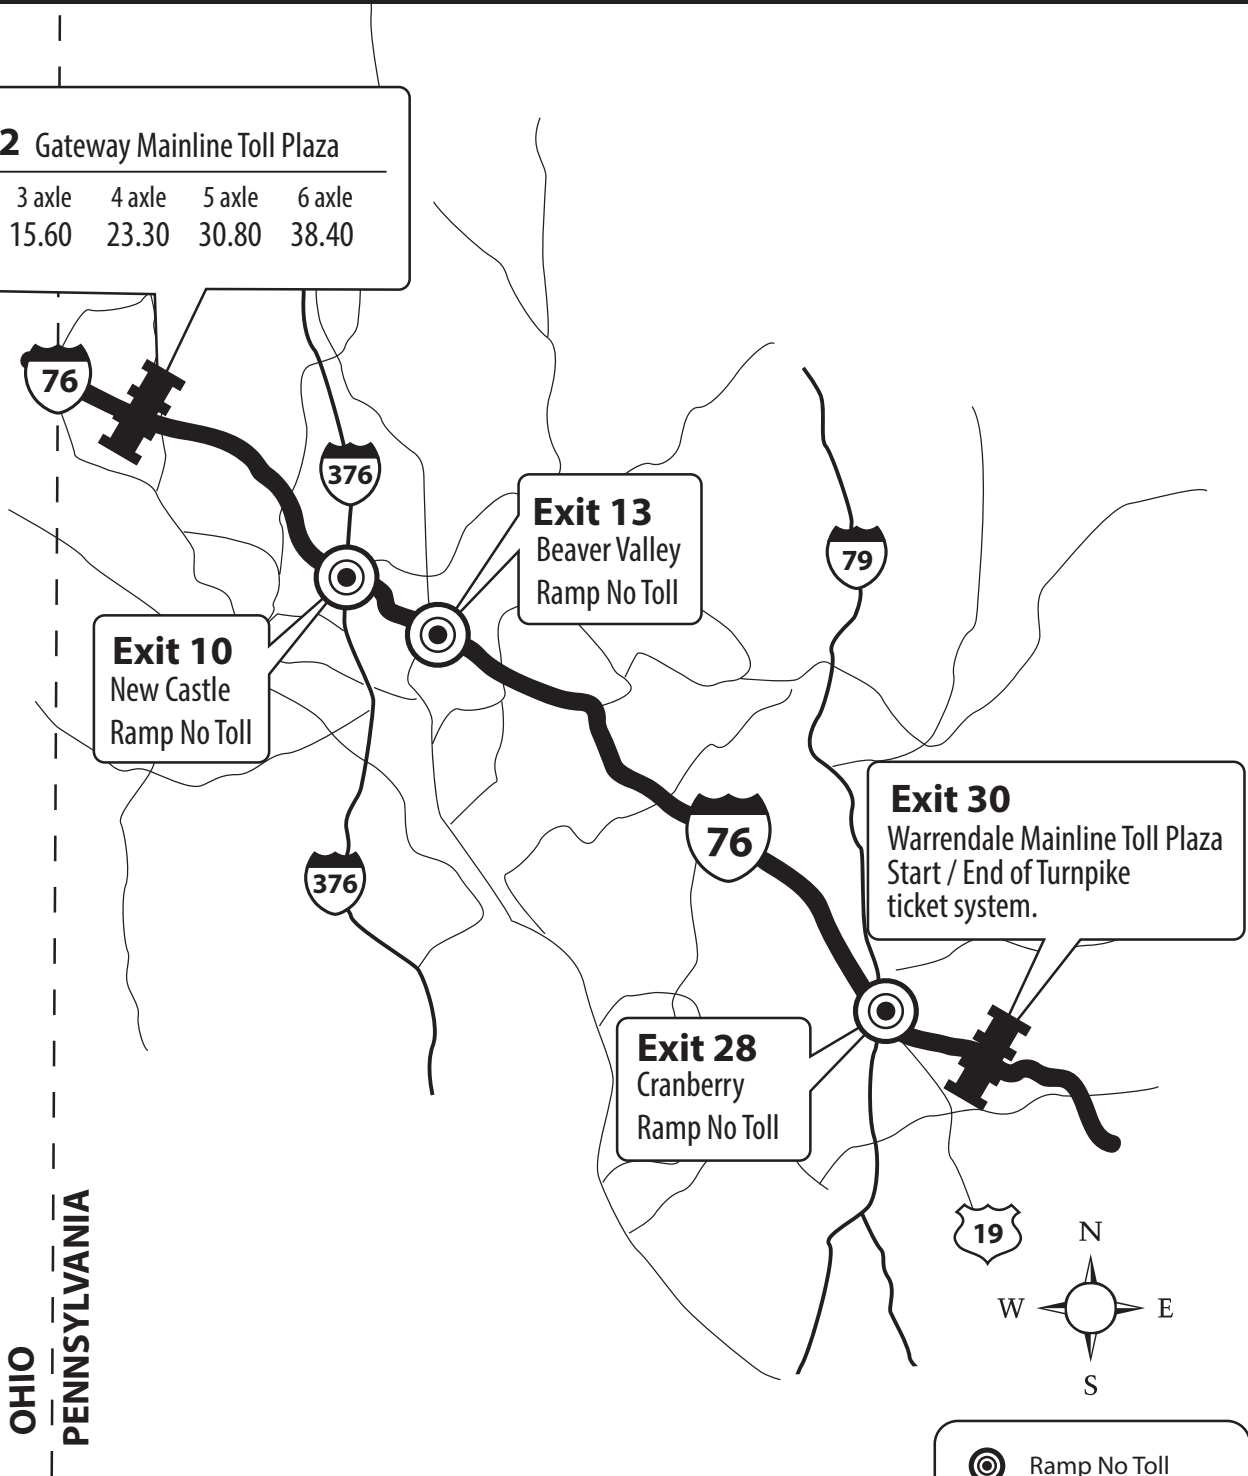 2 Gateway Mainline Toll Plaza
3 axle 4 axle 5 axle 6 axle
15.60 23.30 30.80 38.40
76
376
Exit 13
Beaver Valley
Ramp No Toll
79
Exit 10
New Castle
Ramp No Toll
76
Exit 30
Warrendale Mainline Toll Plaza
Start / End of Turnpike
ticket system.
376
Exit 28
Cranberry
Ramp No Toll
19
N
W E
S
OHIO
PENNSYLVANIA
Ramp No Toll